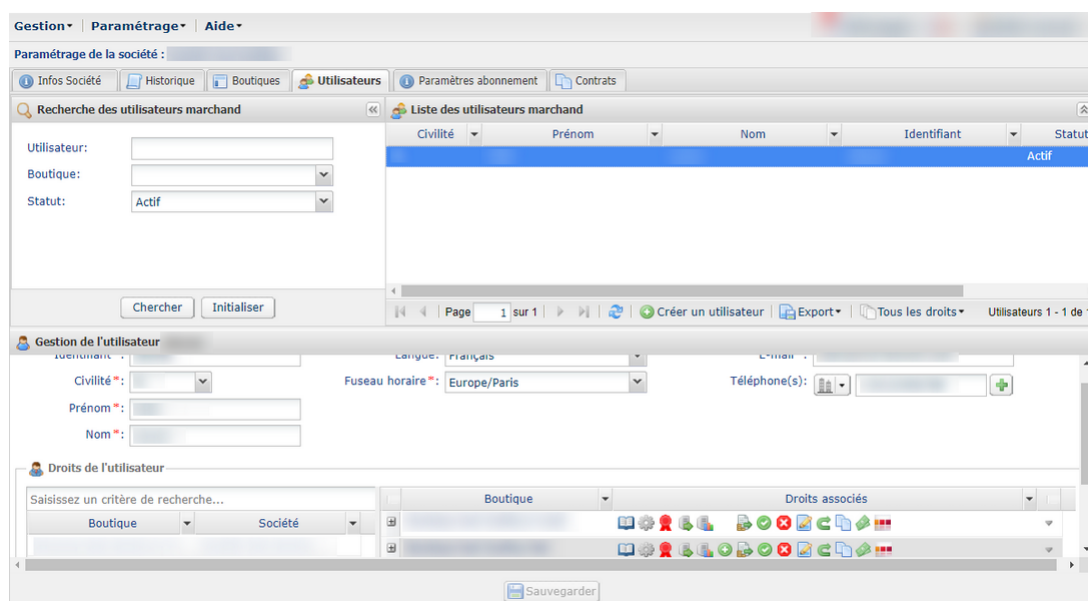 Gestion Paramétrage Aide
Paramétrage de la société :
Infos Société Historique Boutiques Utilisateurs Paramètres abonnement Contrats
Recherche des utilisateurs marchand
Liste des utilisateurs marchand
Civilité Prénom Nom Identifiant Statut
Actif
Utilisateur:
Boutique:
Statut: Actif
Chercher Initialiser
Page 1 sur 1 Créer un utilisateur Export Tous les droits Utilisateurs 1 - 1 de
Gestion de l'utilisateur
Identifiant *: Langue: Français E-mail *:
Civilité*: Fuseau horaire*: Europe/Paris Téléphone(s):
Prénom*:
Nom*:
Droits de l'utilisateur
Saisissez un critère de recherche...
Boutique Société
Boutique Droits associés
Sauvegarder